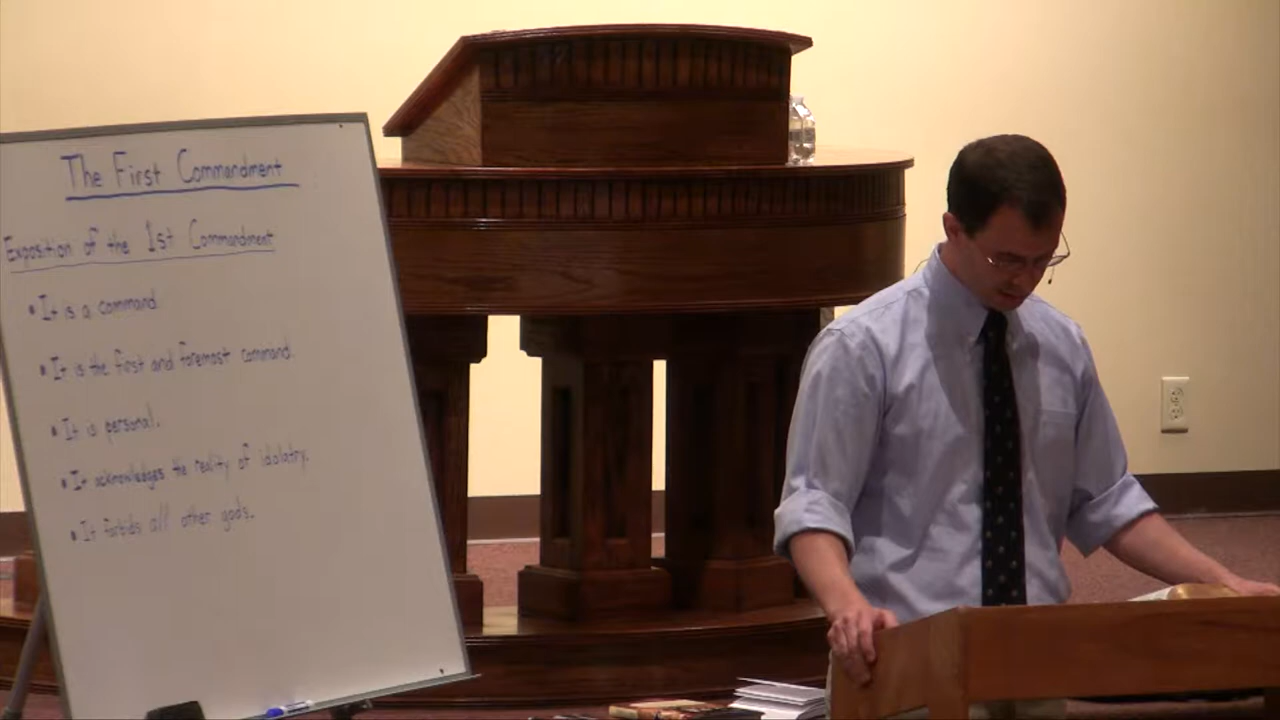 The First Commandment
Exposition of the 1st Commandment
• It is a command
• It is the first and foremost command.
• It is personal.
• It acknowledges the reality of idolatry.
• It forbids all other gods.